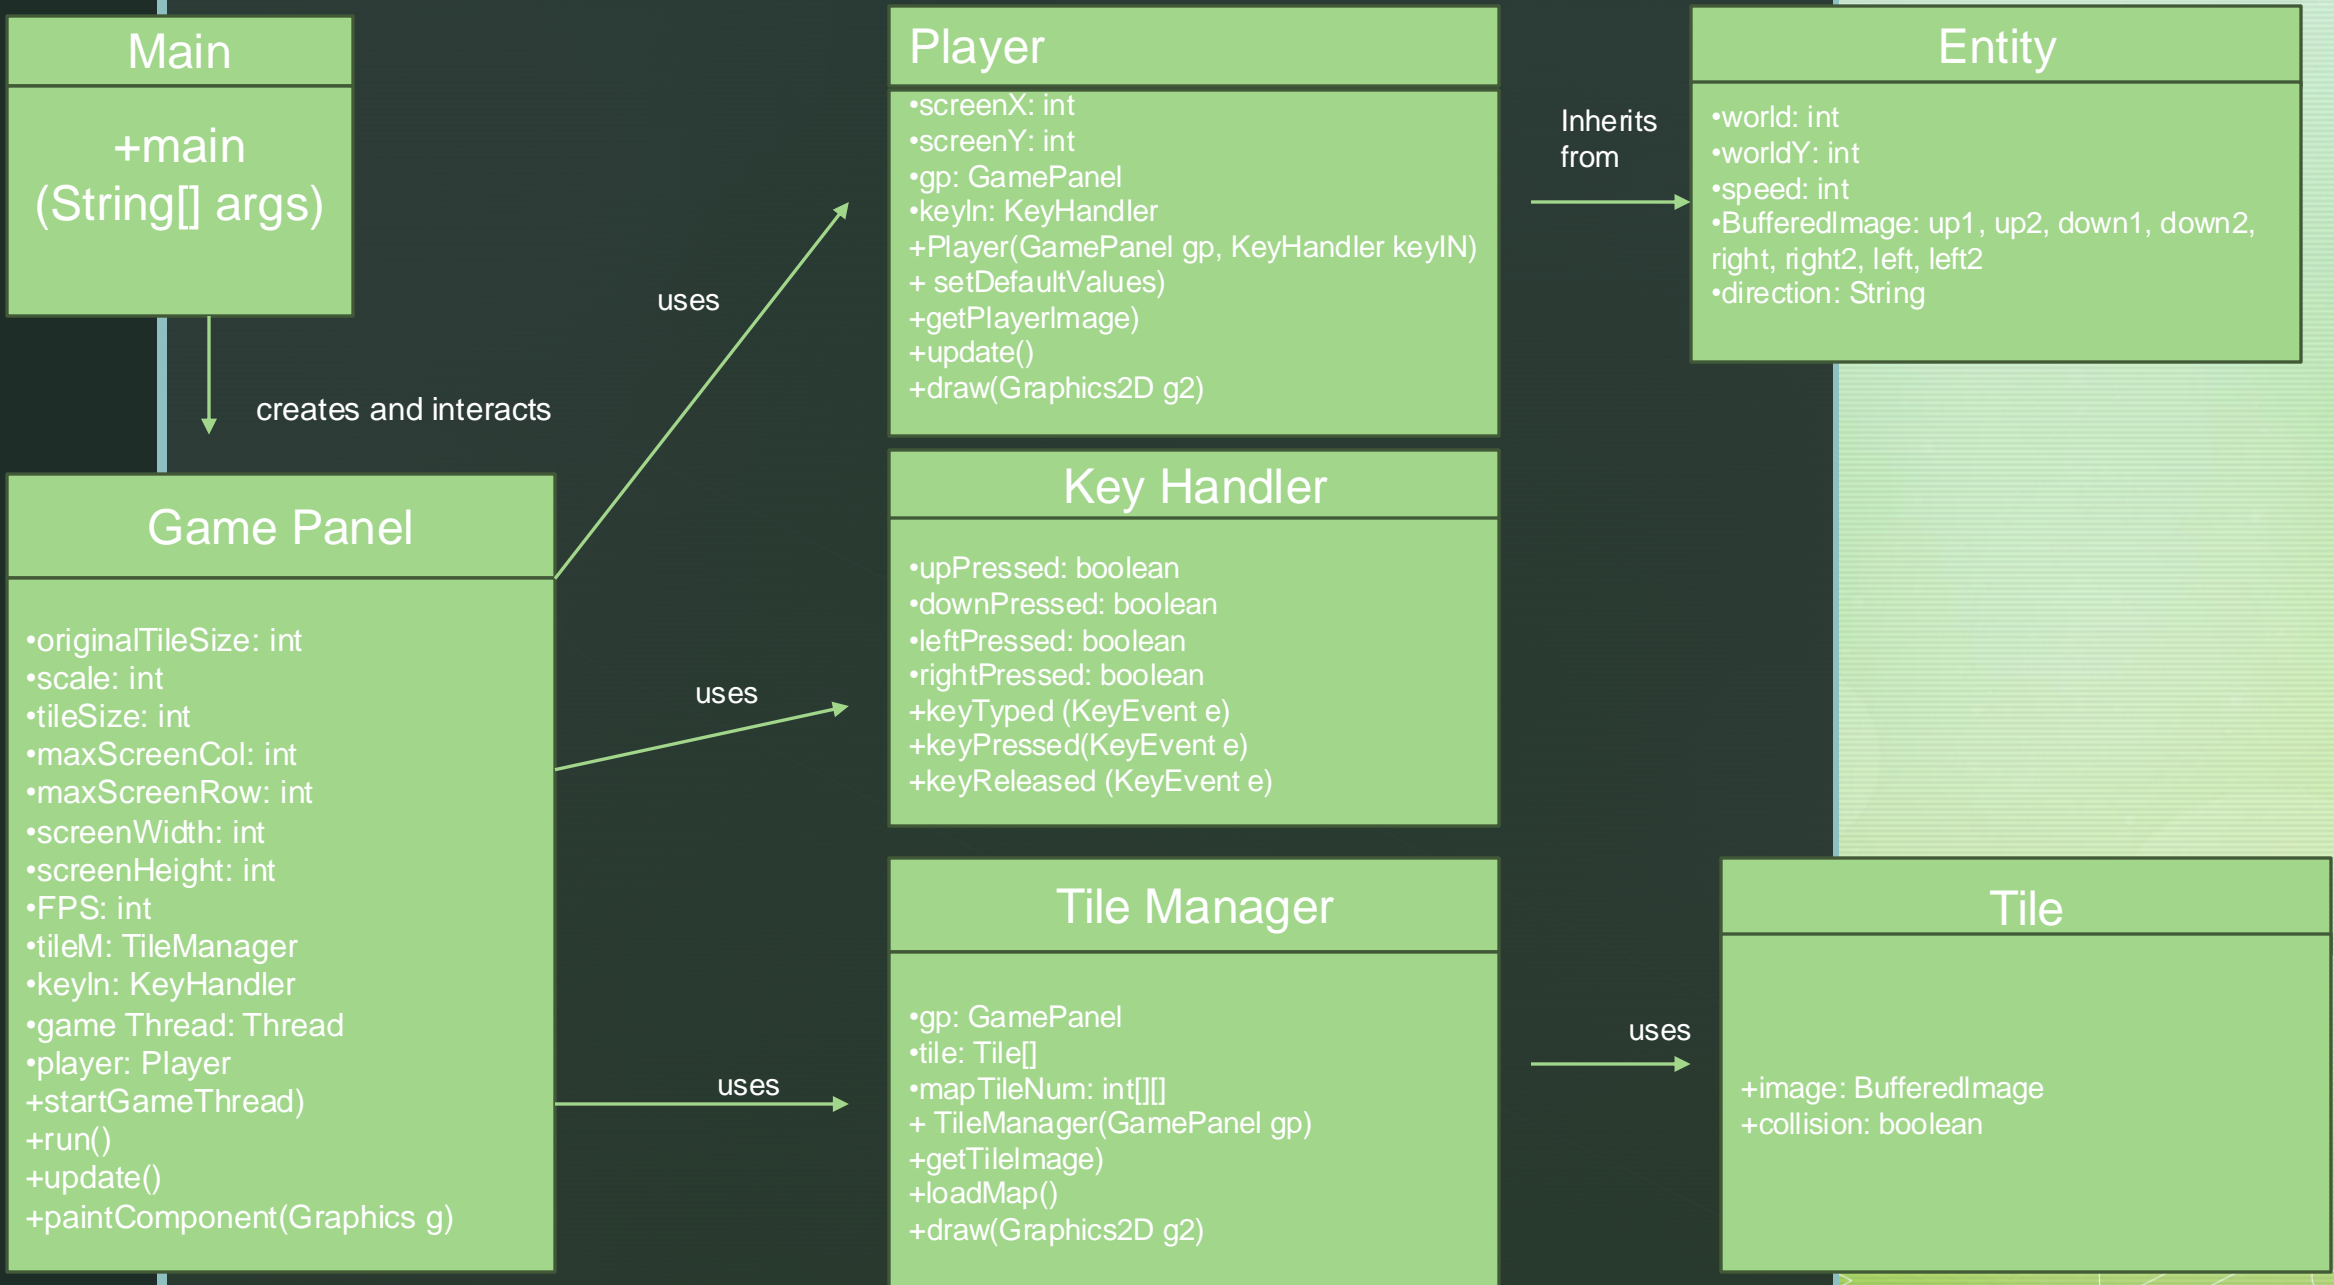 Main
+main
(String[] args)
creates and interacts
Game Panel
•originalTileSize: int
•scale: int
•tileSize: int
•maxScreenCol: int
•maxScreenRow: int
•screenWidth: int
•screenHeight: int
•FPS: int
•tileM: TileManager
•keyIn: KeyHandler
•game Thread: Thread
•player: Player
+startGameThread)
+run()
+update()
+paintComponent(Graphics g)
uses
uses
uses
Player
•screenX: int
•screenY: int
•gp: GamePanel
•keyIn: KeyHandler
+Player(GamePanel gp, KeyHandler keyIN)
+ setDefaultValues)
+getPlayerImage)
+update()
+draw(Graphics2D g2)
Inherits
from
Entity
•world: int
•worldY: int
•speed: int
•BufferedImage: up1, up2, down1, down2,
right, right2, left, left2
•direction: String
Key Handler
•upPressed: boolean
•downPressed: boolean
•leftPressed: boolean
•rightPressed: boolean
+keyTyped (KeyEvent e)
+keyPressed(KeyEvent e)
+keyReleased (KeyEvent e)
Tile Manager
•gp: GamePanel
•tile: Tile[]
•mapTileNum: int[][]
+ TileManager(GamePanel gp)
+getTileImage)
+loadMap()
+draw(Graphics2D g2)
uses
Tile
+image: BufferedImage
+collision: boolean